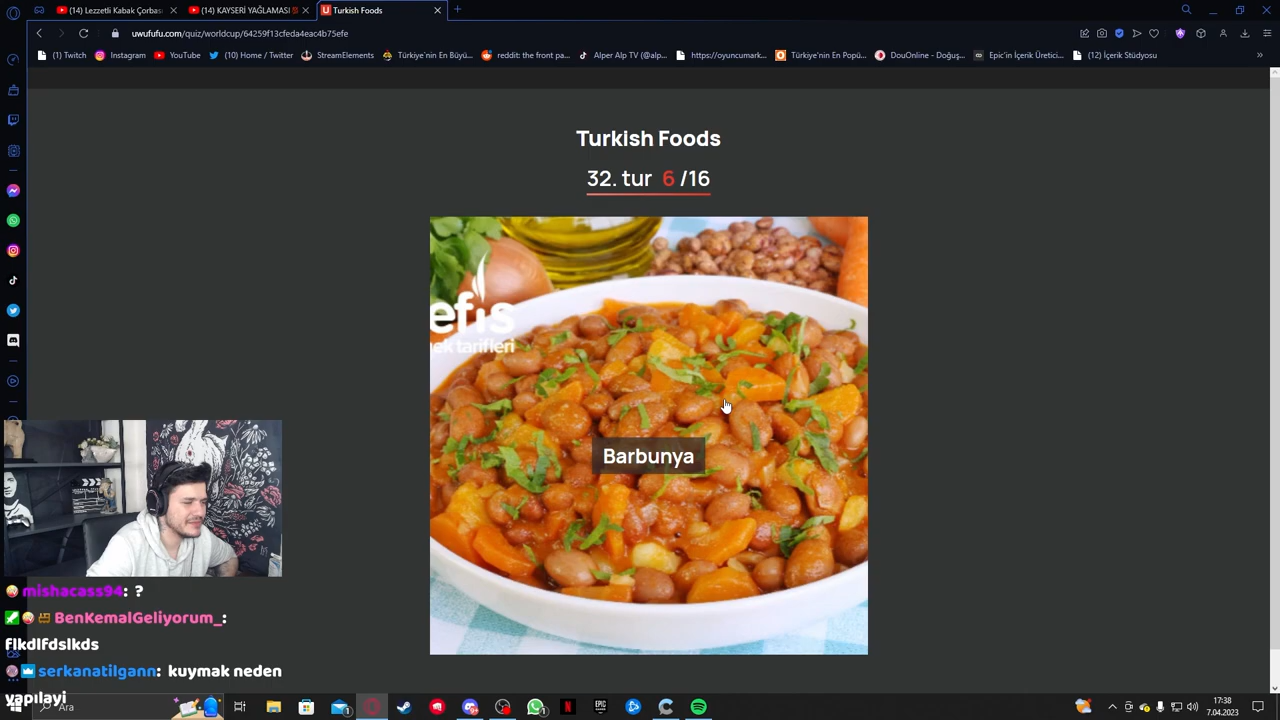 (14) Lezzetli Kabak Çorbası
(14) KAYSERİ YAĞLAMASI
Turkish Foods
uwufufu.com/quiz/worldcup/64259f13cfeda4eac4b75efe
(1) Twitch
Instagram
YouTube
(10) Home / Twitter
StreamElements
Türkiye'nin En Büyü...
reddit: the front pa...
Alper Alp TV (@alp...
https://oyuncumark...
Türkiye'nin En Popü...
DouOnline - Doğuş...
Epic'in İçerik Üretici...
(12) İçerik Stüdyosu
Turkish Foods
32. tur 6 /16
efis
ek tarifleri
Barbunya
mishacass94: ?
BenKemalGeliyorum_:
flkdlfdslkds
serkanatilgann: kuymak neden
yapılayi
Ara
17:38
7.04.2023